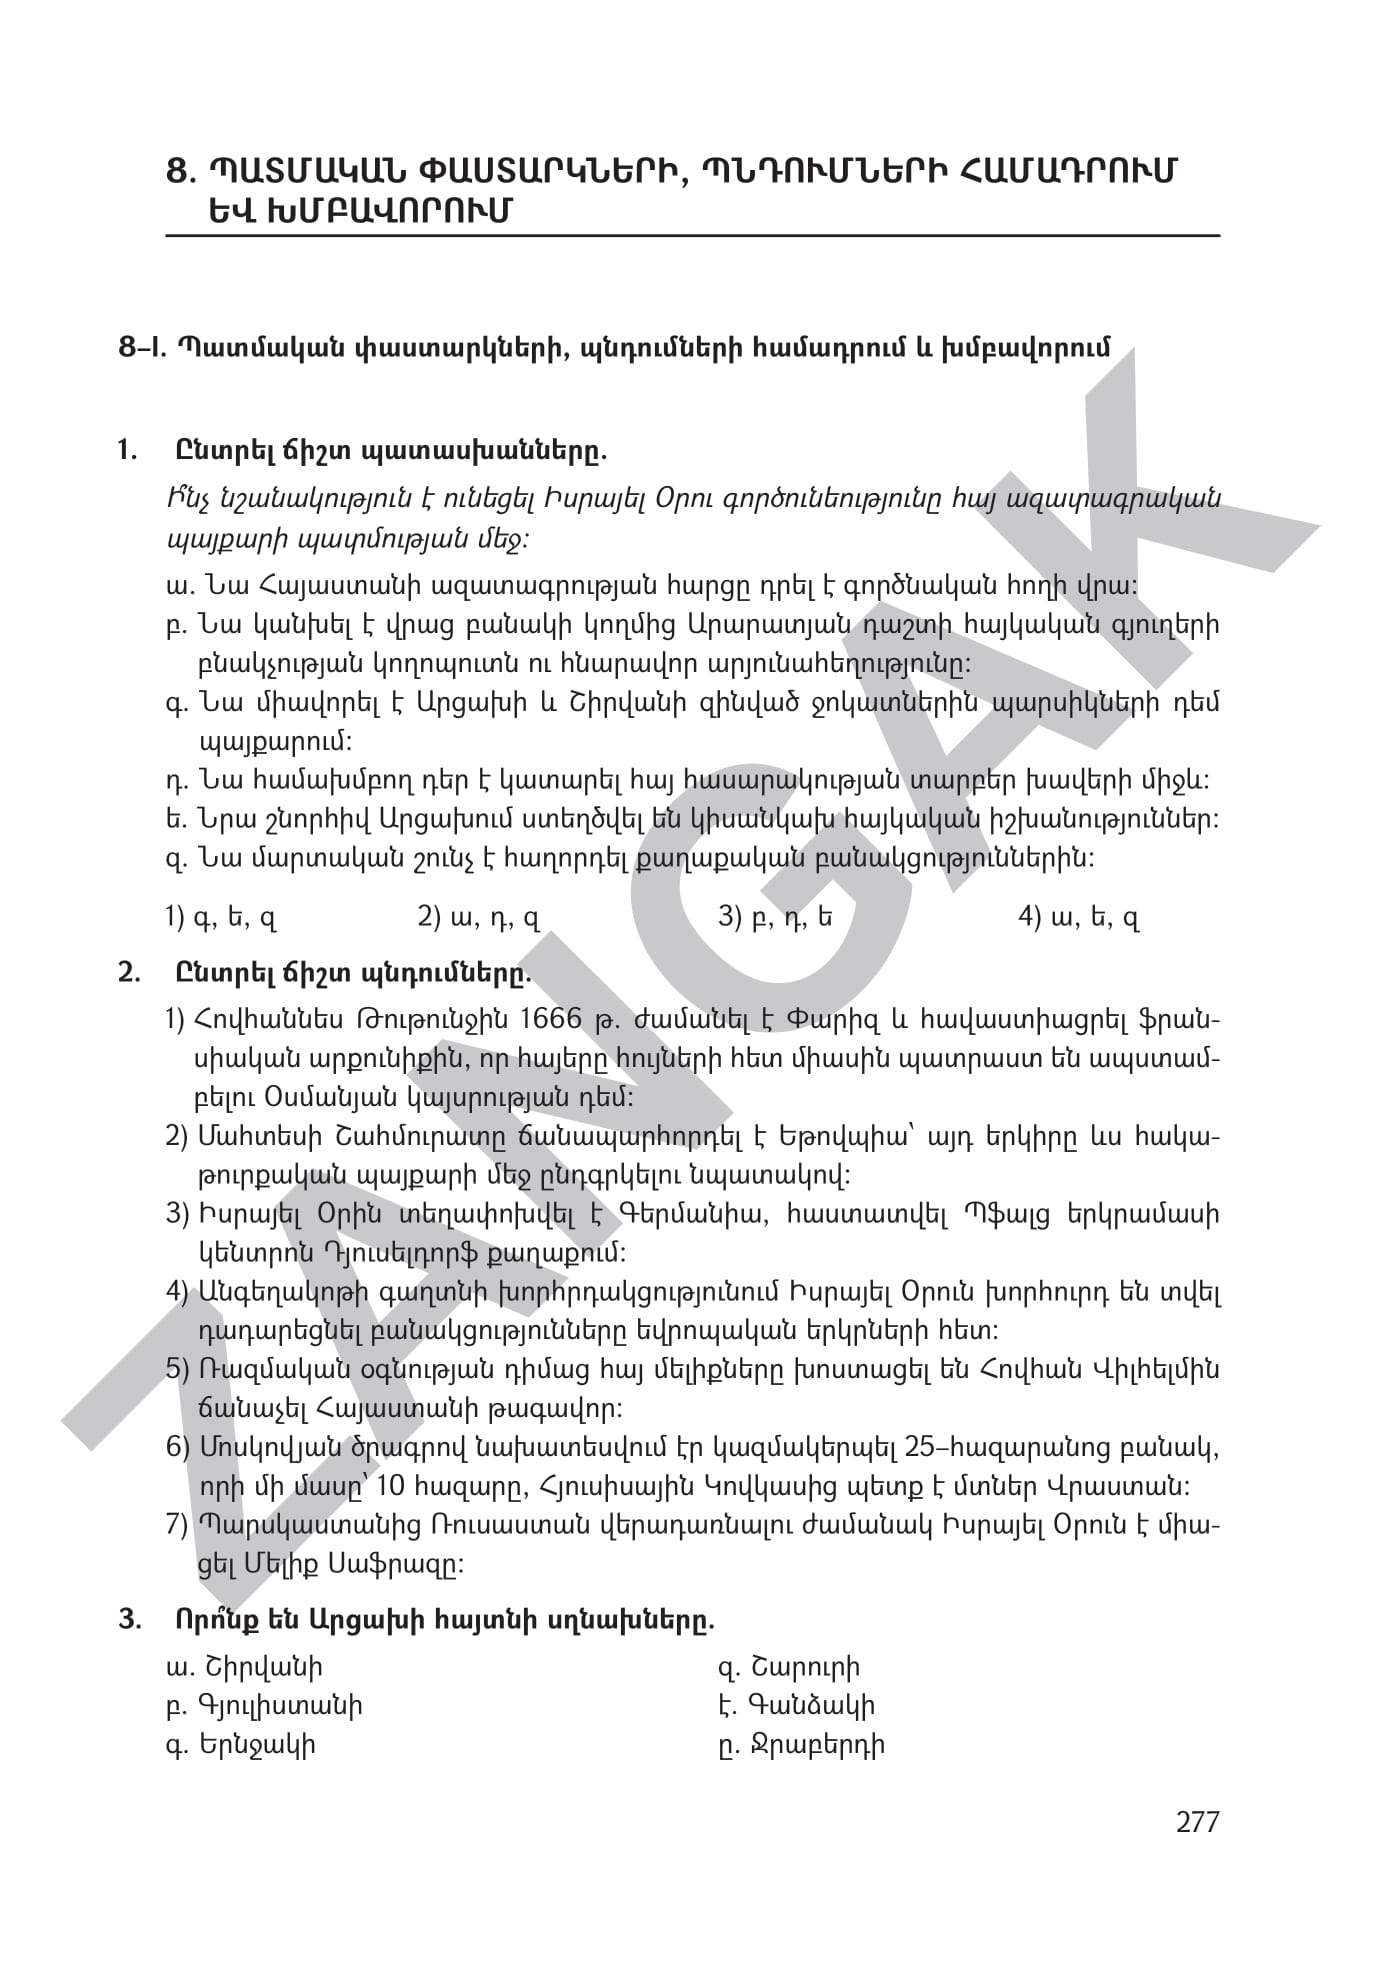 8. ՊԱՏՄԱԿԱՆ ՓԱՍՏԱՐԿՆԵՐԻ, ՊՆԴՈՒՄՆԵՐԻ ՀԱՄԱԴՐՈՒՄ
ԵՎ ԽՄԲԱՎՈՐՈՒՄ
8–I. Պատմական փաստարկների, պնդումների համադրում և խմբավորում
1. Ընտրել ճիշտ պատասխանները.
Ի՞նչ նշանակություն է ունեցել Իսրայել Օրու գործունեությունը հայ ազատագրական
պայքարի պատմության մեջ:
ա. Նա Հայաստանի ազատագրության հարցը դրել է գործնական հողի վրա:
բ. Նա կանխել է վրաց բանակի կողմից Արարատյան դաշտի հայկական գյուղերի
բնակչության կողոպուտն ու հնարավոր արյունահեղությունը:
գ. Նա միավորել է Արցախի և Շիրվանի զինված ջոկատներին պարսիկների դեմ
պայքարում:
դ. Նա համախմբող դեր է կատարել հայ հասարակության տարբեր խավերի միջև:
ե. Նրա շնորհիվ Արցախում ստեղծվել են կիսանկախ հայկական իշխանություններ:
զ. Նա մարտական շունչ է հաղորդել քաղաքական բանակցություններին:
1) գ, ե, զ 2) ա, դ, զ 3) բ, դ, ե 4) ա, ե, զ
2. Ընտրել ճիշտ պնդումները.
1) Հովհաննես Թութունջին 1666 թ. ժամանել է Փարիզ և հավաստիացրել ֆրան-
սիական արքունիքին, որ հայերը հույների հետ միասին պատրաստ են ապստամ-
բելու Օսմանյան կայսրության դեմ:
2) Մահտեսի Շահմուրատը ճանապարհորդել է Եթովպիա՝ այդ երկիրը ևս հակա-
թուրքական պայքարի մեջ ընդգրկելու նպատակով:
3) Իսրայել Օրին տեղափոխվել է Գերմանիա, հաստատվել Պֆալց երկրամասի
կենտրոն Դյուսելդորֆ քաղաքում:
4) Անգեղակոթի գաղտնի խորհրդակցությունում Իսրայել Օրուն խորհուրդ են տվել
դադարեցնել բանակցությունները եվրոպական երկրների հետ:
5) Ռազմական օգնության դիմաց հայ մելիքները խոստացել են Հովհան Վիլհելմին
ճանաչել Հայաստանի թագավոր:
6) Մոսկովյան ծրագրով նախատեսվում էր կազմակերպել 25–հազարանոց բանակ,
որի մի մասը՝ 10 հազարը, Հյուսիսային Կովկասից պետք է մտներ Վրաստան:
7) Պարսկաստանից Ռուսաստան վերադառնալու ժամանակ Իսրայել Օրուն է միա-
ցել Մելիք Սաֆրազը:
3. Որո՞նք են Արցախի հայտնի սղնախները.
ա. Շիրվանի
բ. Գյուլիստանի
գ. Երնջակի
զ. Շարուրի
է. Գանձակի
ը. Ջրաբերդի
277
ZANGAK